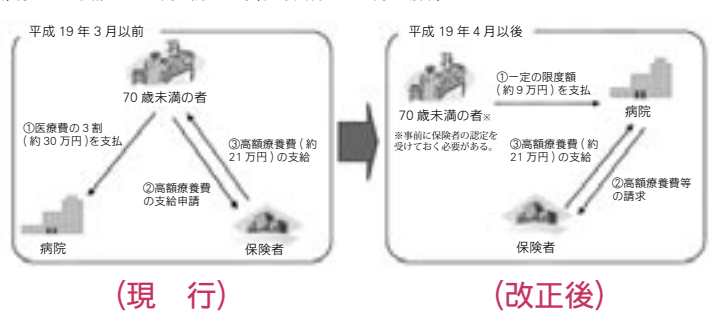 平成 19 年 3 月以前
70 歳未満の者
①医療費の 3 割
(約 30 万円)を支払
③高額療養費 (約
21 万円) の支給
②高額療養費
の支給申請
病院
保険者
(現　行)
平成 19 年 4 月以後
①一定の限度額
(約 9 万円) を支払
70 歳未満の者※
※事前に保険者の認定を
受けておく必要がある。
病院
③高額療養費 (約
21 万円) の支給
②高額療養費等
の請求
保険者
(改正後)